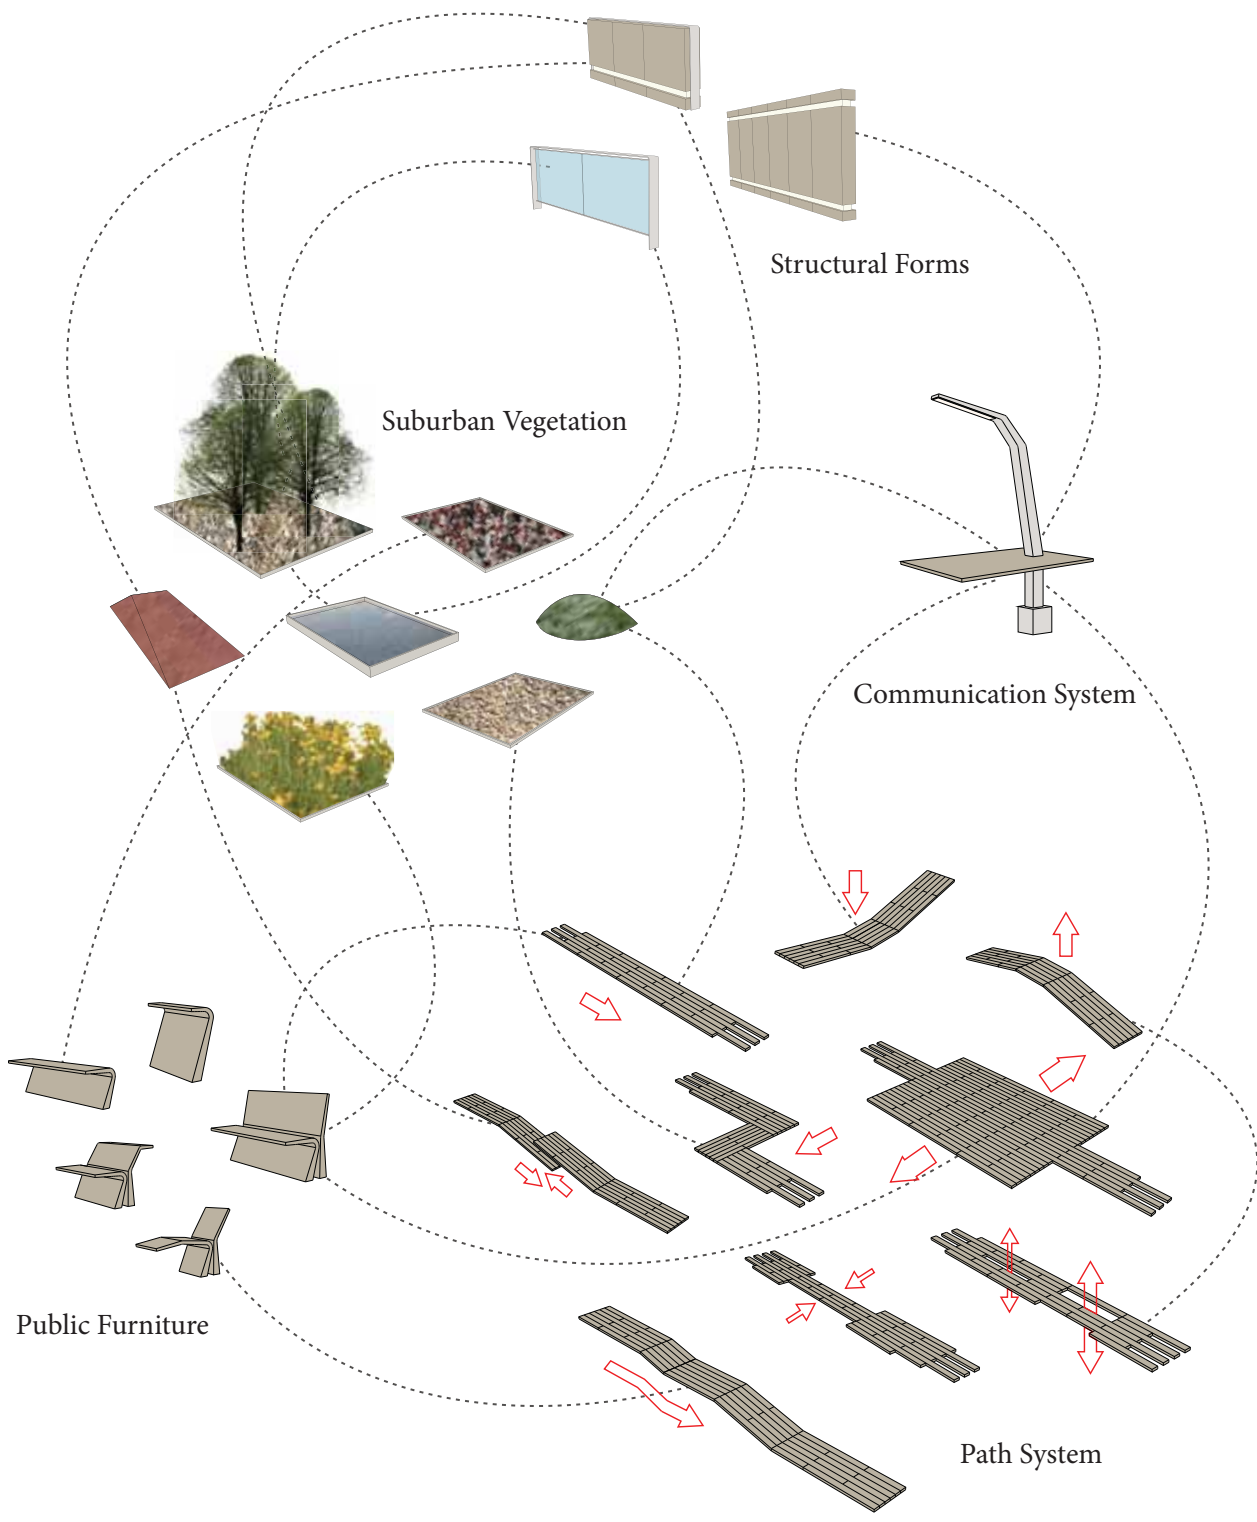 Structural Forms
Suburban Vegetation
Communication System
Public Furniture
Path System